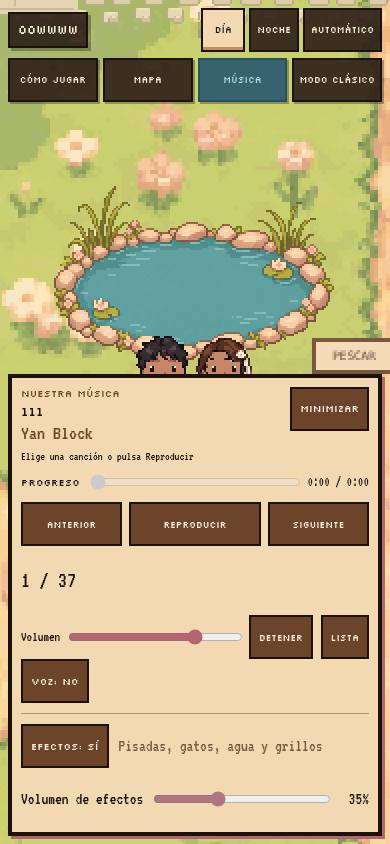 OOWWWW
DÍA
NOCHE
AUTOMÁTICO
CÓMO JUGAR
MAPA
MÚSICA
MODO CLÁSICO
PESCAR
NUESTRA MÚSICA
111
Yan Block
MINIMIZAR
Elige una canción o pulsa Reproducir
PROGRESO
0:00 / 0:00
ANTERIOR
REPRODUCIR
SIGUIENTE
1 / 37
Volumen
DETENER
LISTA
VOZ: NO
EFECTOS: SÍ
Pisadas, gatos, agua y grillos
Volumen de efectos
35%